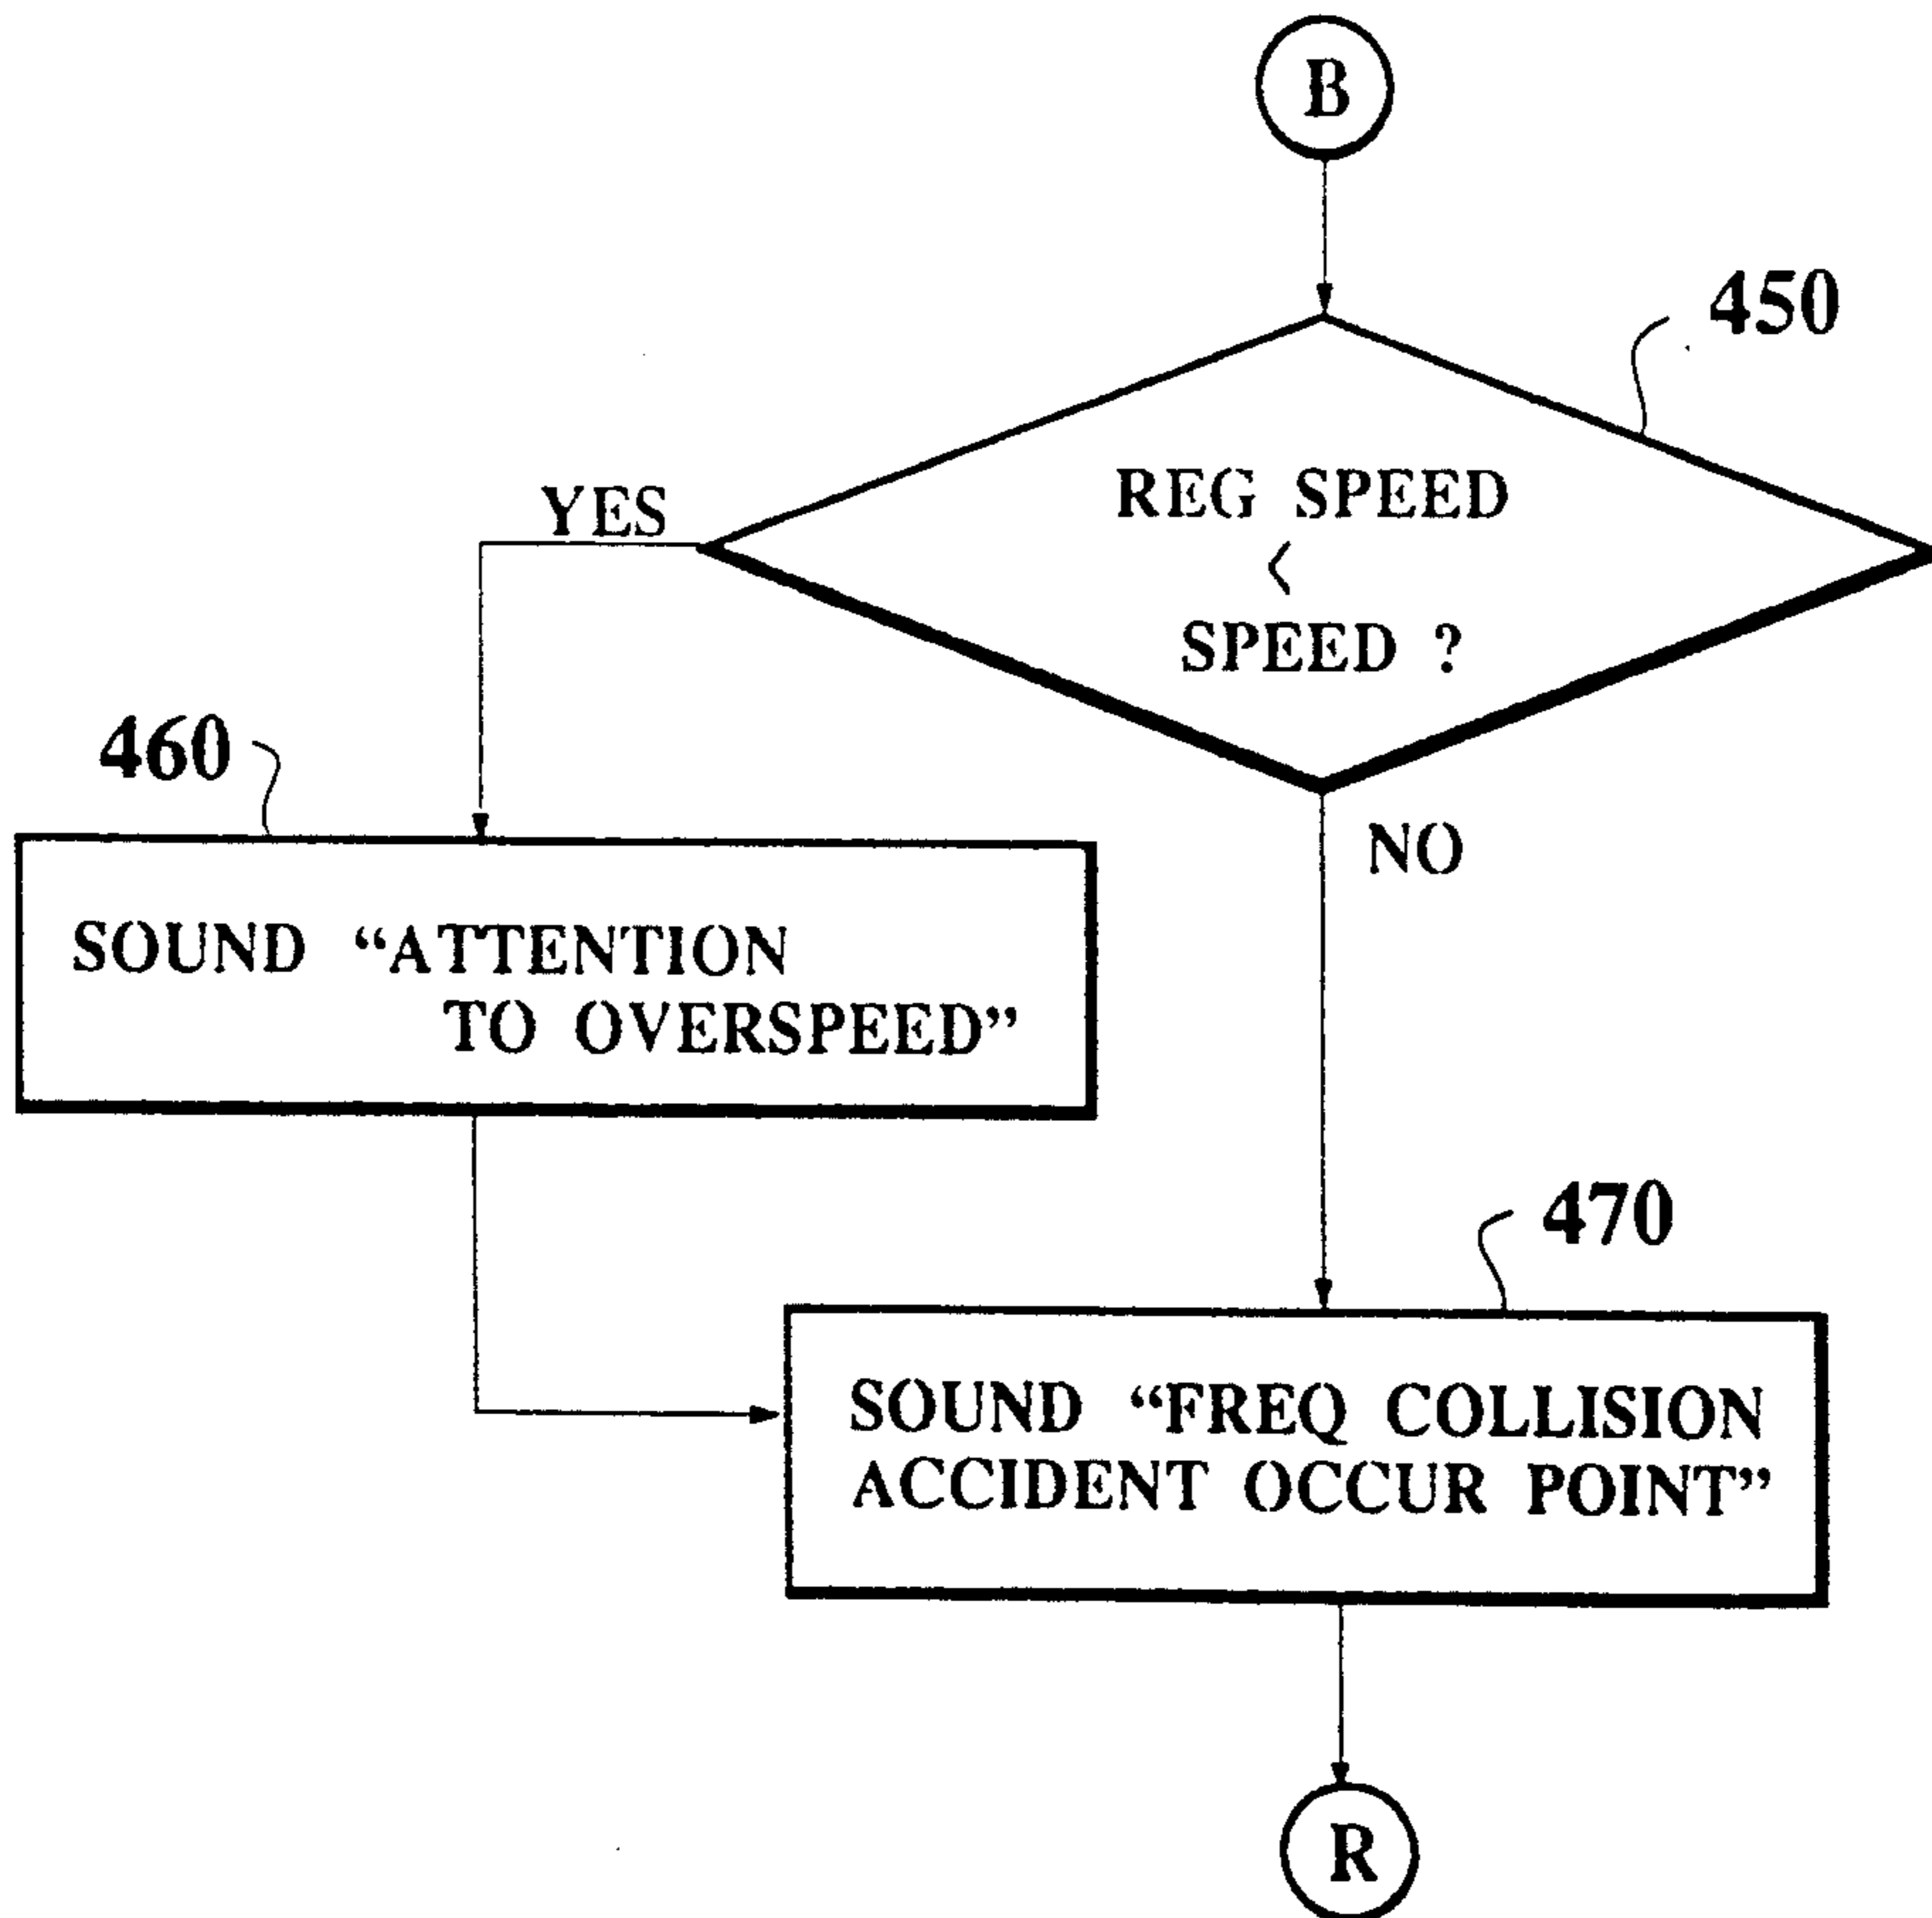 B
450
REG SPEED
<
SPEED ?
YES
460
NO
SOUND “ATTENTION
TO OVERSPEED”
470
SOUND “FREQ COLLISION
ACCIDENT OCCUR POINT”
R